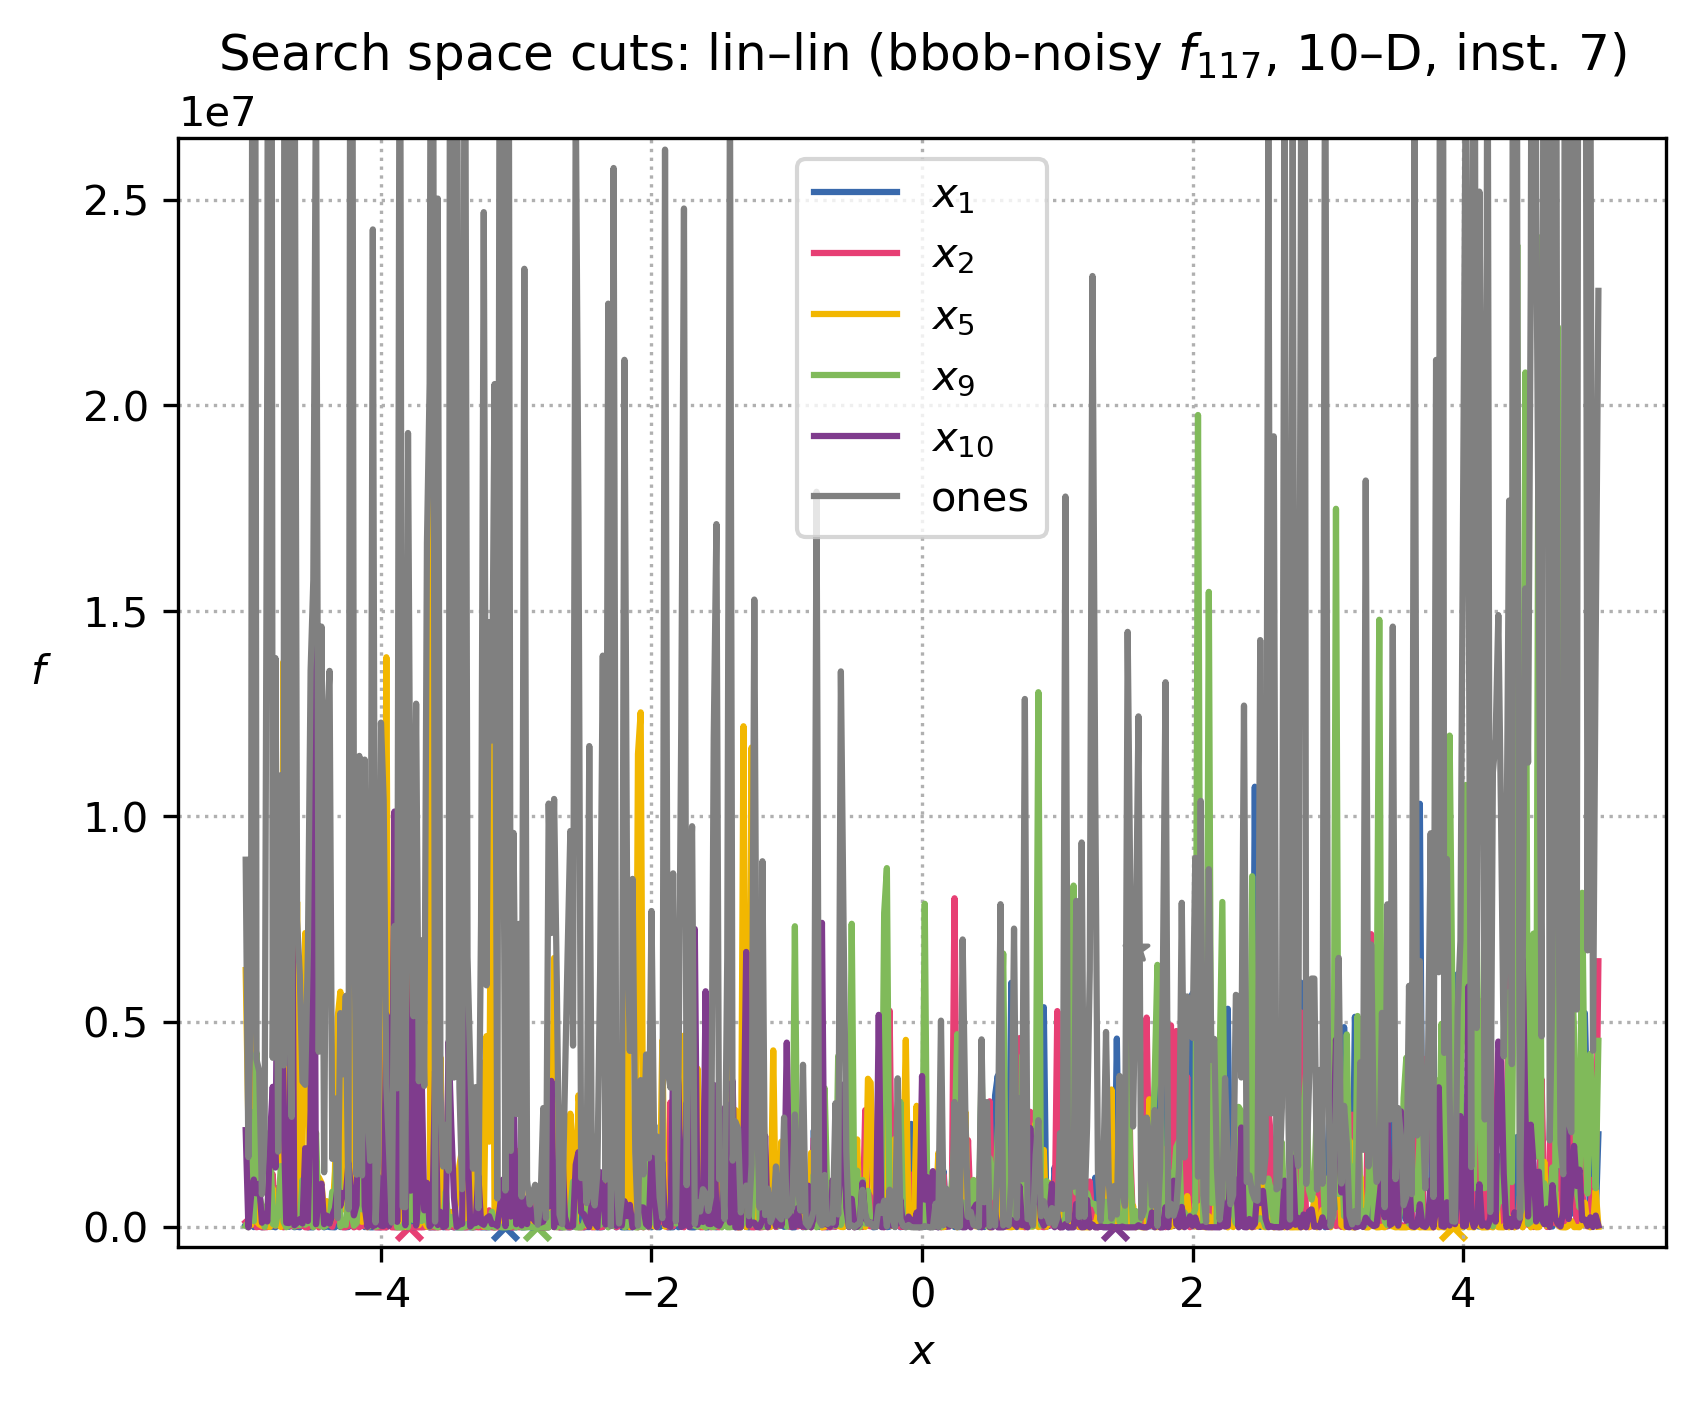 Search space cuts: lin–lin (bbob-noisy f₁₁₇, 10–D, inst. 7)
1e7
2.5
2.0
1.5
1.0
0.5
0.0
f
x₁
x₂
x₅
x₉
x₁₀
ones
−4
−2
0
2
4
x